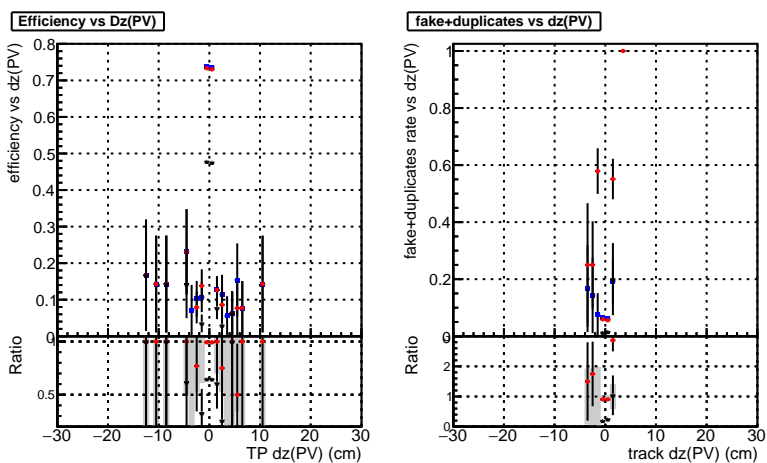 Efficiency vs Dz(PV)
efficiency vs dz(PV)
0.8
0.7
0.6
0.5
0.4
0.3
0.2
0.1
0
Ratio
1
0.5
−30 −20 −10 0 10 20 30
TP dz(PV) (cm)
fake+duplicates vs dz(PV)
fake+duplicates rate vs dz(PV)
1
0.8
0.6
0.4
0.2
0
Ratio
2
1
0
−30 −20 −10 0 10 20 30
track dz(PV) (cm)